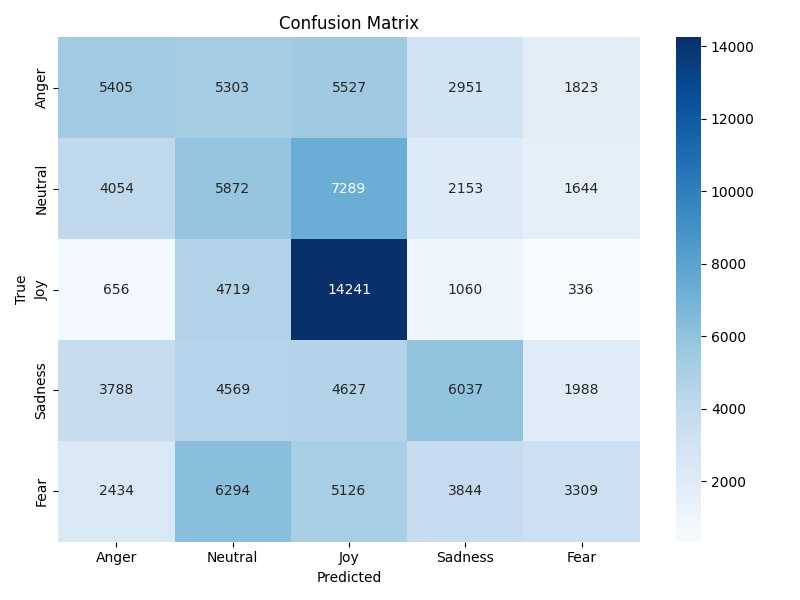 Confusion Matrix
True
Anger 5405 5303 5527 2951 1823
Neutral 4054 5872 7289 2153 1644
Joy 656 4719 14241 1060 336
Sadness 3788 4569 4627 6037 1988
Fear 2434 6294 5126 3844 3309
Anger Neutral Joy Sadness Fear
Predicted
14000
12000
10000
8000
6000
4000
2000